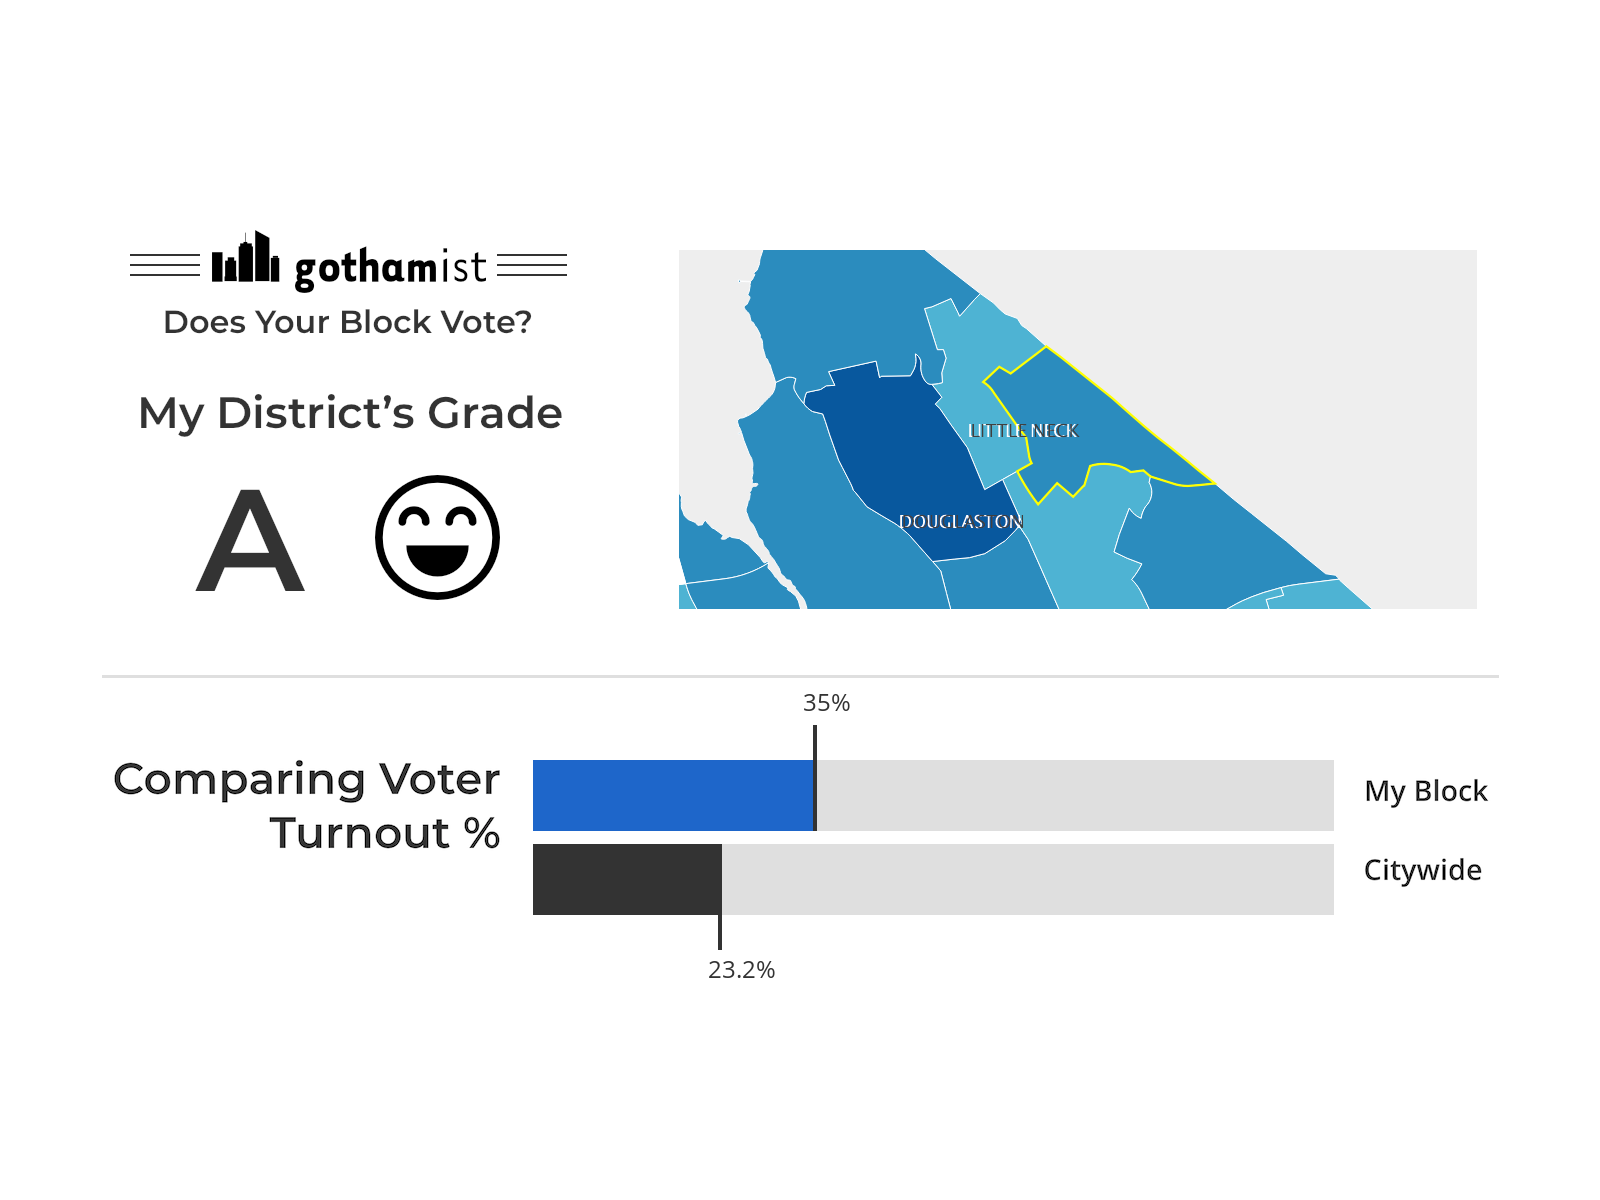 gothamist
Does Your Block Vote?
My District's Grade
A
LITTLE NECK
DOUGLASTON
35%
Comparing Voter
Turnout %
My Block
Citywide
23.2%